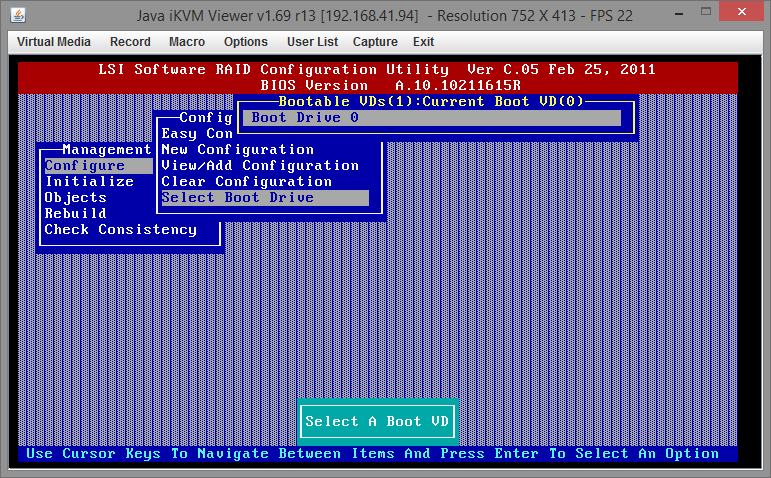 Java iKVM Viewer v1.69 r13 [192.168.41.94] - Resolution 752 X 413 - FPS 22
Virtual Media Record Macro Options User List Capture Exit
LSI Software RAID Configuration Utility Ver C.05 Feb 25, 2011
BIOS Version A.10.10211615R
Bootable VDs(1):Current Boot VD(0)
Boot Drive 0
Config
Easy Con
New Configuration
View/Add Configuration
Clear Configuration
Select Boot Drive
Management
Configure
Initialize
Objects
Rebuild
Check Consistency
Select A Boot VD
Use Cursor Keys To Navigate Between Items And Press Enter To Select An Option